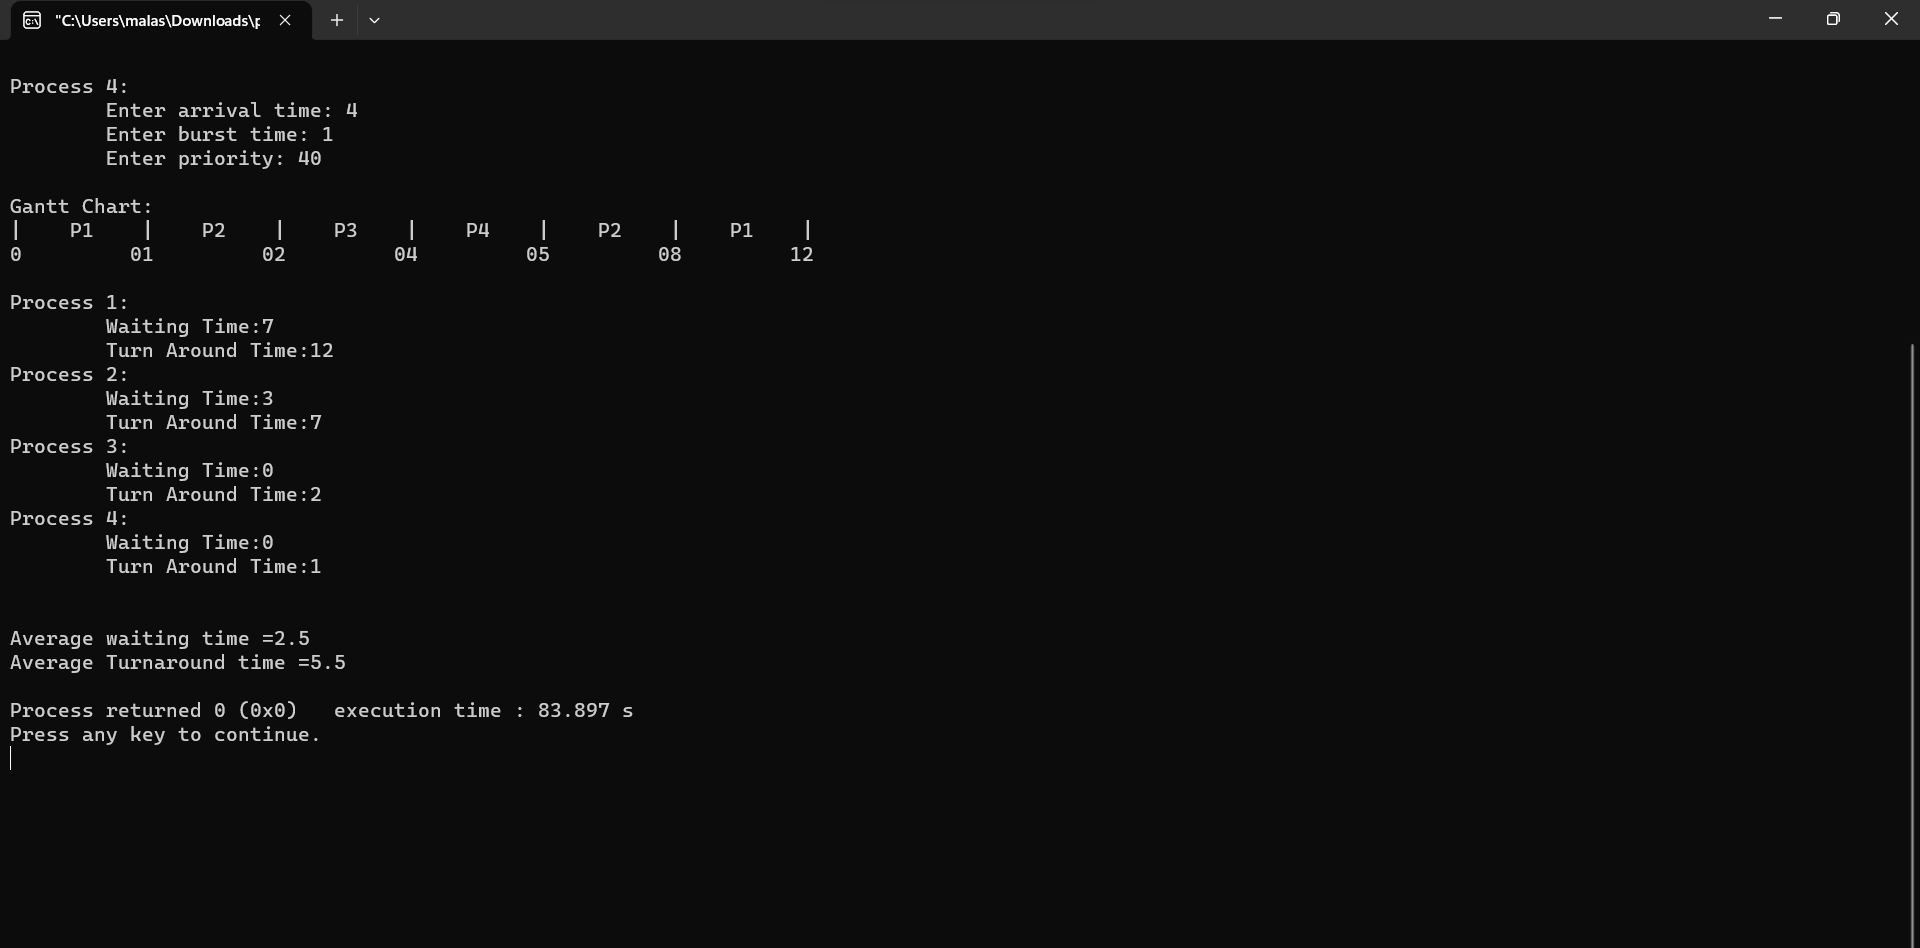 "C:\Users\malas\Downloads\p
Process 4:
        Enter arrival time: 4
        Enter burst time: 1
        Enter priority: 40
Gantt Chart:
|    P1    |    P2    |    P3    |    P4    |    P2    |    P1    |
0         01         02         04         05         08         12
Process 1:
        Waiting Time:7
        Turn Around Time:12
Process 2:
        Waiting Time:3
        Turn Around Time:7
Process 3:
        Waiting Time:0
        Turn Around Time:2
Process 4:
        Waiting Time:0
        Turn Around Time:1
Average waiting time =2.5
Average Turnaround time =5.5
Process returned 0 (0x0)   execution time : 83.897 s
Press any key to continue.